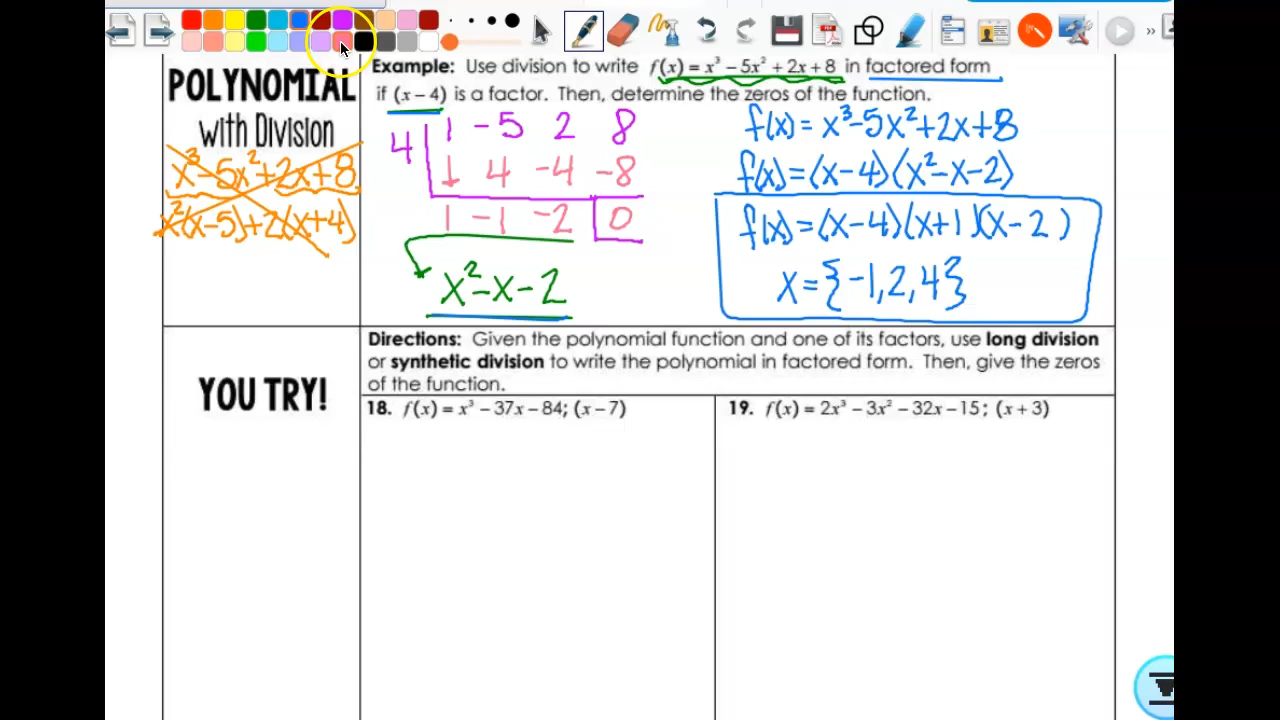 POLYNOMIAL
with Division
x³-5x²+2x+8
x²(x-5)+2(x+4)
Example: Use division to write f(x) = x³ − 5x² + 2x + 8 in factored form
if (x − 4) is a factor. Then, determine the zeros of the function.
4 1 -5 2 8
↓ 4 -4 -8
1 -1 -2 0
x²-x-2
f(x)= x³-5x²+2x+8
f(x)=(x-4)(x²-x-2)
f(x)=(x-4)(x+1)(x-2)
x={-1,2,4}
YOU TRY!
Directions: Given the polynomial function and one of its factors, use long division
or synthetic division to write the polynomial in factored form. Then, give the zeros
of the function.
18. f(x) = x³ − 37x − 84; (x − 7)
19. f(x) = 2x³ − 3x² − 32x − 15; (x + 3)